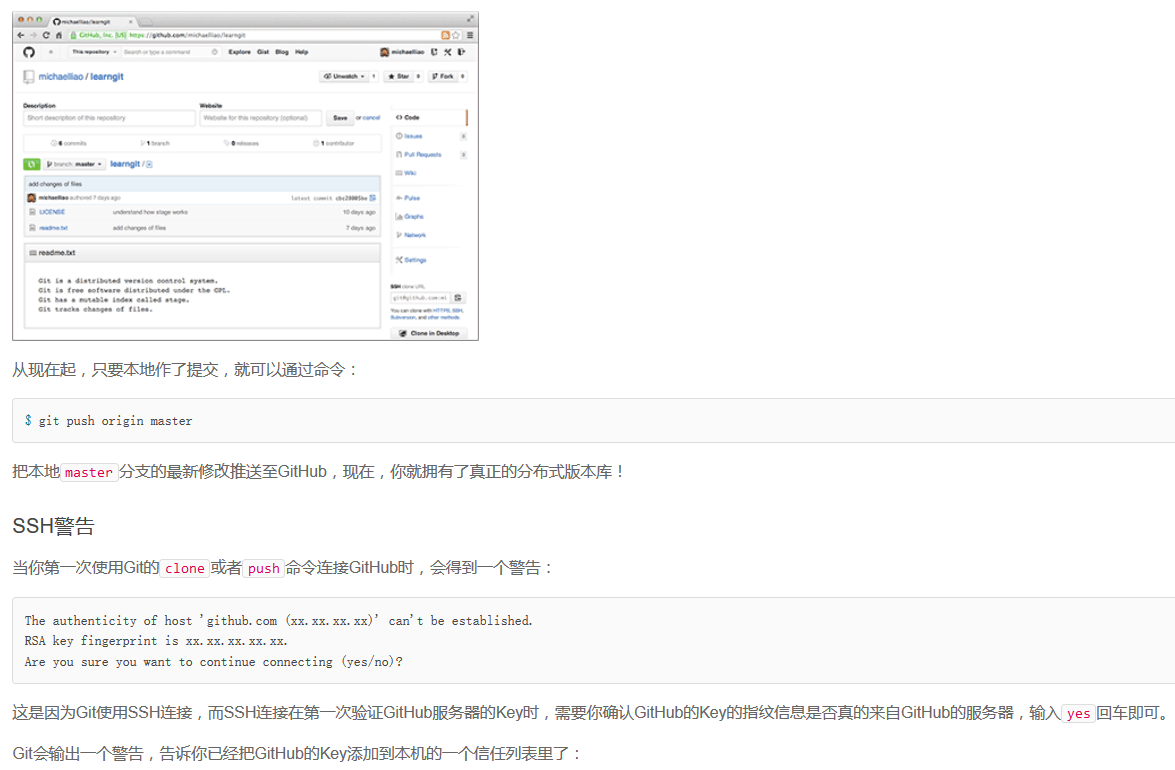 michaelliao/learngit
GitHub, Inc. [US] https://github.com/michaelliao/learngit
This repository Search or type a command Explore Gist Blog Help michaelliao
michaelliao / learngit Unwatch 1 Star 0 Fork 0
Description Website
Short description of this repository Website for this repository (optional) Save or cancel
6 commits 1 branch 0 releases 1 contributor
branch: master learngit /
add changes of files
michaelliao authored 7 days ago latest commit
LICENSE understand how stage works 10 days ago
readme.txt add changes of files 7 days ago
readme.txt
Git is a distributed version control system.
Git is free software distributed under the GPL.
Git has a mutable index called stage.
Git tracks changes of files.
Code
Issues 0
Pull Requests 0
Wiki
Pulse
Graphs
Network
Settings
SSH clone URL
git@github.com:mi
You can clone with HTTPS, SSH,
Subversion, and other methods.
Clone in Desktop
从现在起，只要本地作了提交，就可以通过命令：
$ git push origin master
把本地master分支的最新修改推送至GitHub，现在，你就拥有了真正的分布式版本库！
SSH警告
当你第一次使用Git的clone或者push命令连接GitHub时，会得到一个警告：
The authenticity of host 'github.com (xx.xx.xx.xx)' can't be established.
RSA key fingerprint is xx.xx.xx.xx.xx.
Are you sure you want to continue connecting (yes/no)?
这是因为Git使用SSH连接，而SSH连接在第一次验证GitHub服务器的Key时，需要你确认GitHub的Key的指纹信息是否真的来自GitHub的服务器，输入yes回车即可。
Git会输出一个警告，告诉你已经把GitHub的Key添加到本机的一个信任列表里了：